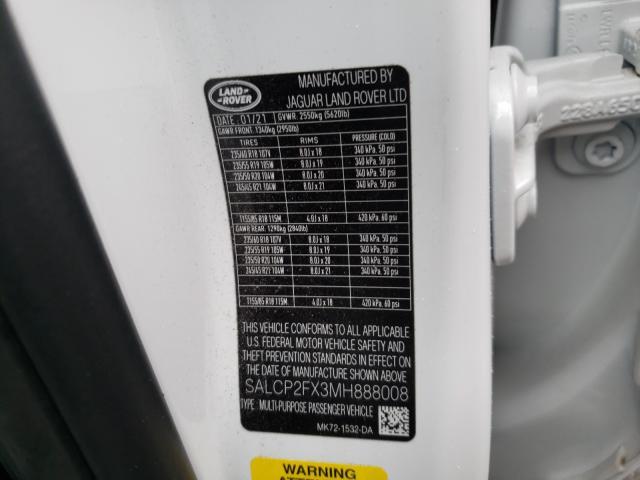 LAND ROVER
MANUFACTURED BY
JAGUAR LAND ROVER LTD
DATE 01/21 GVWR 2550kg (5620lb)
GAWR FRONT 1340kg (2950lb)
TIRES RIMS PRESSURE (COLD)
235/60 R18 107V 8.0J x 18 340 kPa, 50 psi
235/55 R19 105W 8.0J x 19 340 kPa, 50 psi
235/50 R20 104W 8.0J x 20 340 kPa, 50 psi
245/45 R21 104W 8.0J x 21 340 kPa, 50 psi
T155/85 R18 115M 4.0J x 18 420 kPa, 60 psi
GAWR REAR 1290kg (2840lb)
235/60 R18 107V 8.0J x 18 340 kPa, 50 psi
235/55 R19 105W 8.0J x 19 340 kPa, 50 psi
235/50 R20 104W 8.0J x 20 340 kPa, 50 psi
245/45 R21 104W 8.0J x 21 340 kPa, 50 psi
T155/85 R18 115M 4.0J x 18 420 kPa, 60 psi
THIS VEHICLE CONFORMS TO ALL APPLICABLE
U.S. FEDERAL MOTOR VEHICLE SAFETY AND
THEFT PREVENTION STANDARDS IN EFFECT ON
DATE OF MANUFACTURE SHOWN ABOVE
SALCP2FX3MH888008
TYPE MULTI-PURPOSE PASSENGER VEHICLE
MK72-1532-DA
WARNING